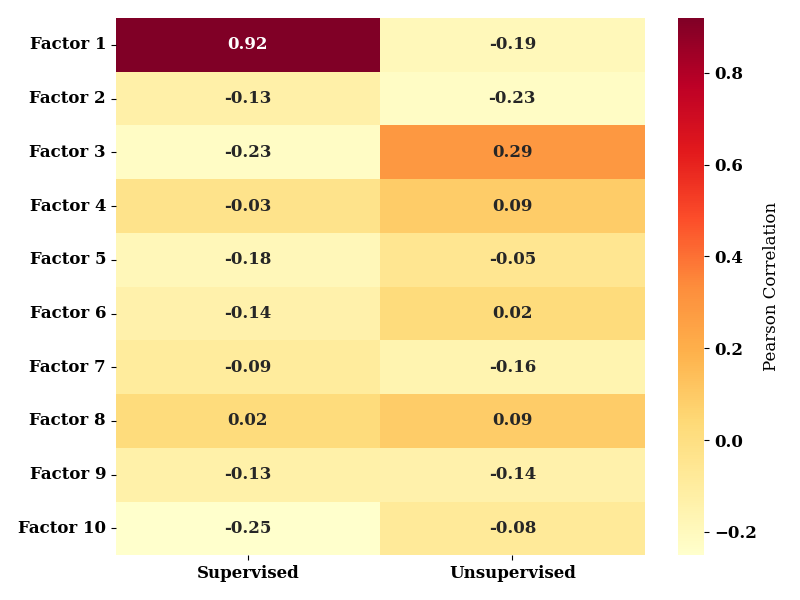 Factor 1 0.92 -0.19
Factor 2 -0.13 -0.23
Factor 3 -0.23 0.29
Factor 4 -0.03 0.09
Factor 5 -0.18 -0.05
Factor 6 -0.14 0.02
Factor 7 -0.09 -0.16
Factor 8 0.02 0.09
Factor 9 -0.13 -0.14
Factor 10 -0.25 -0.08
Supervised Unsupervised
0.8
0.6
0.4
0.2
0.0
−0.2
Pearson Correlation